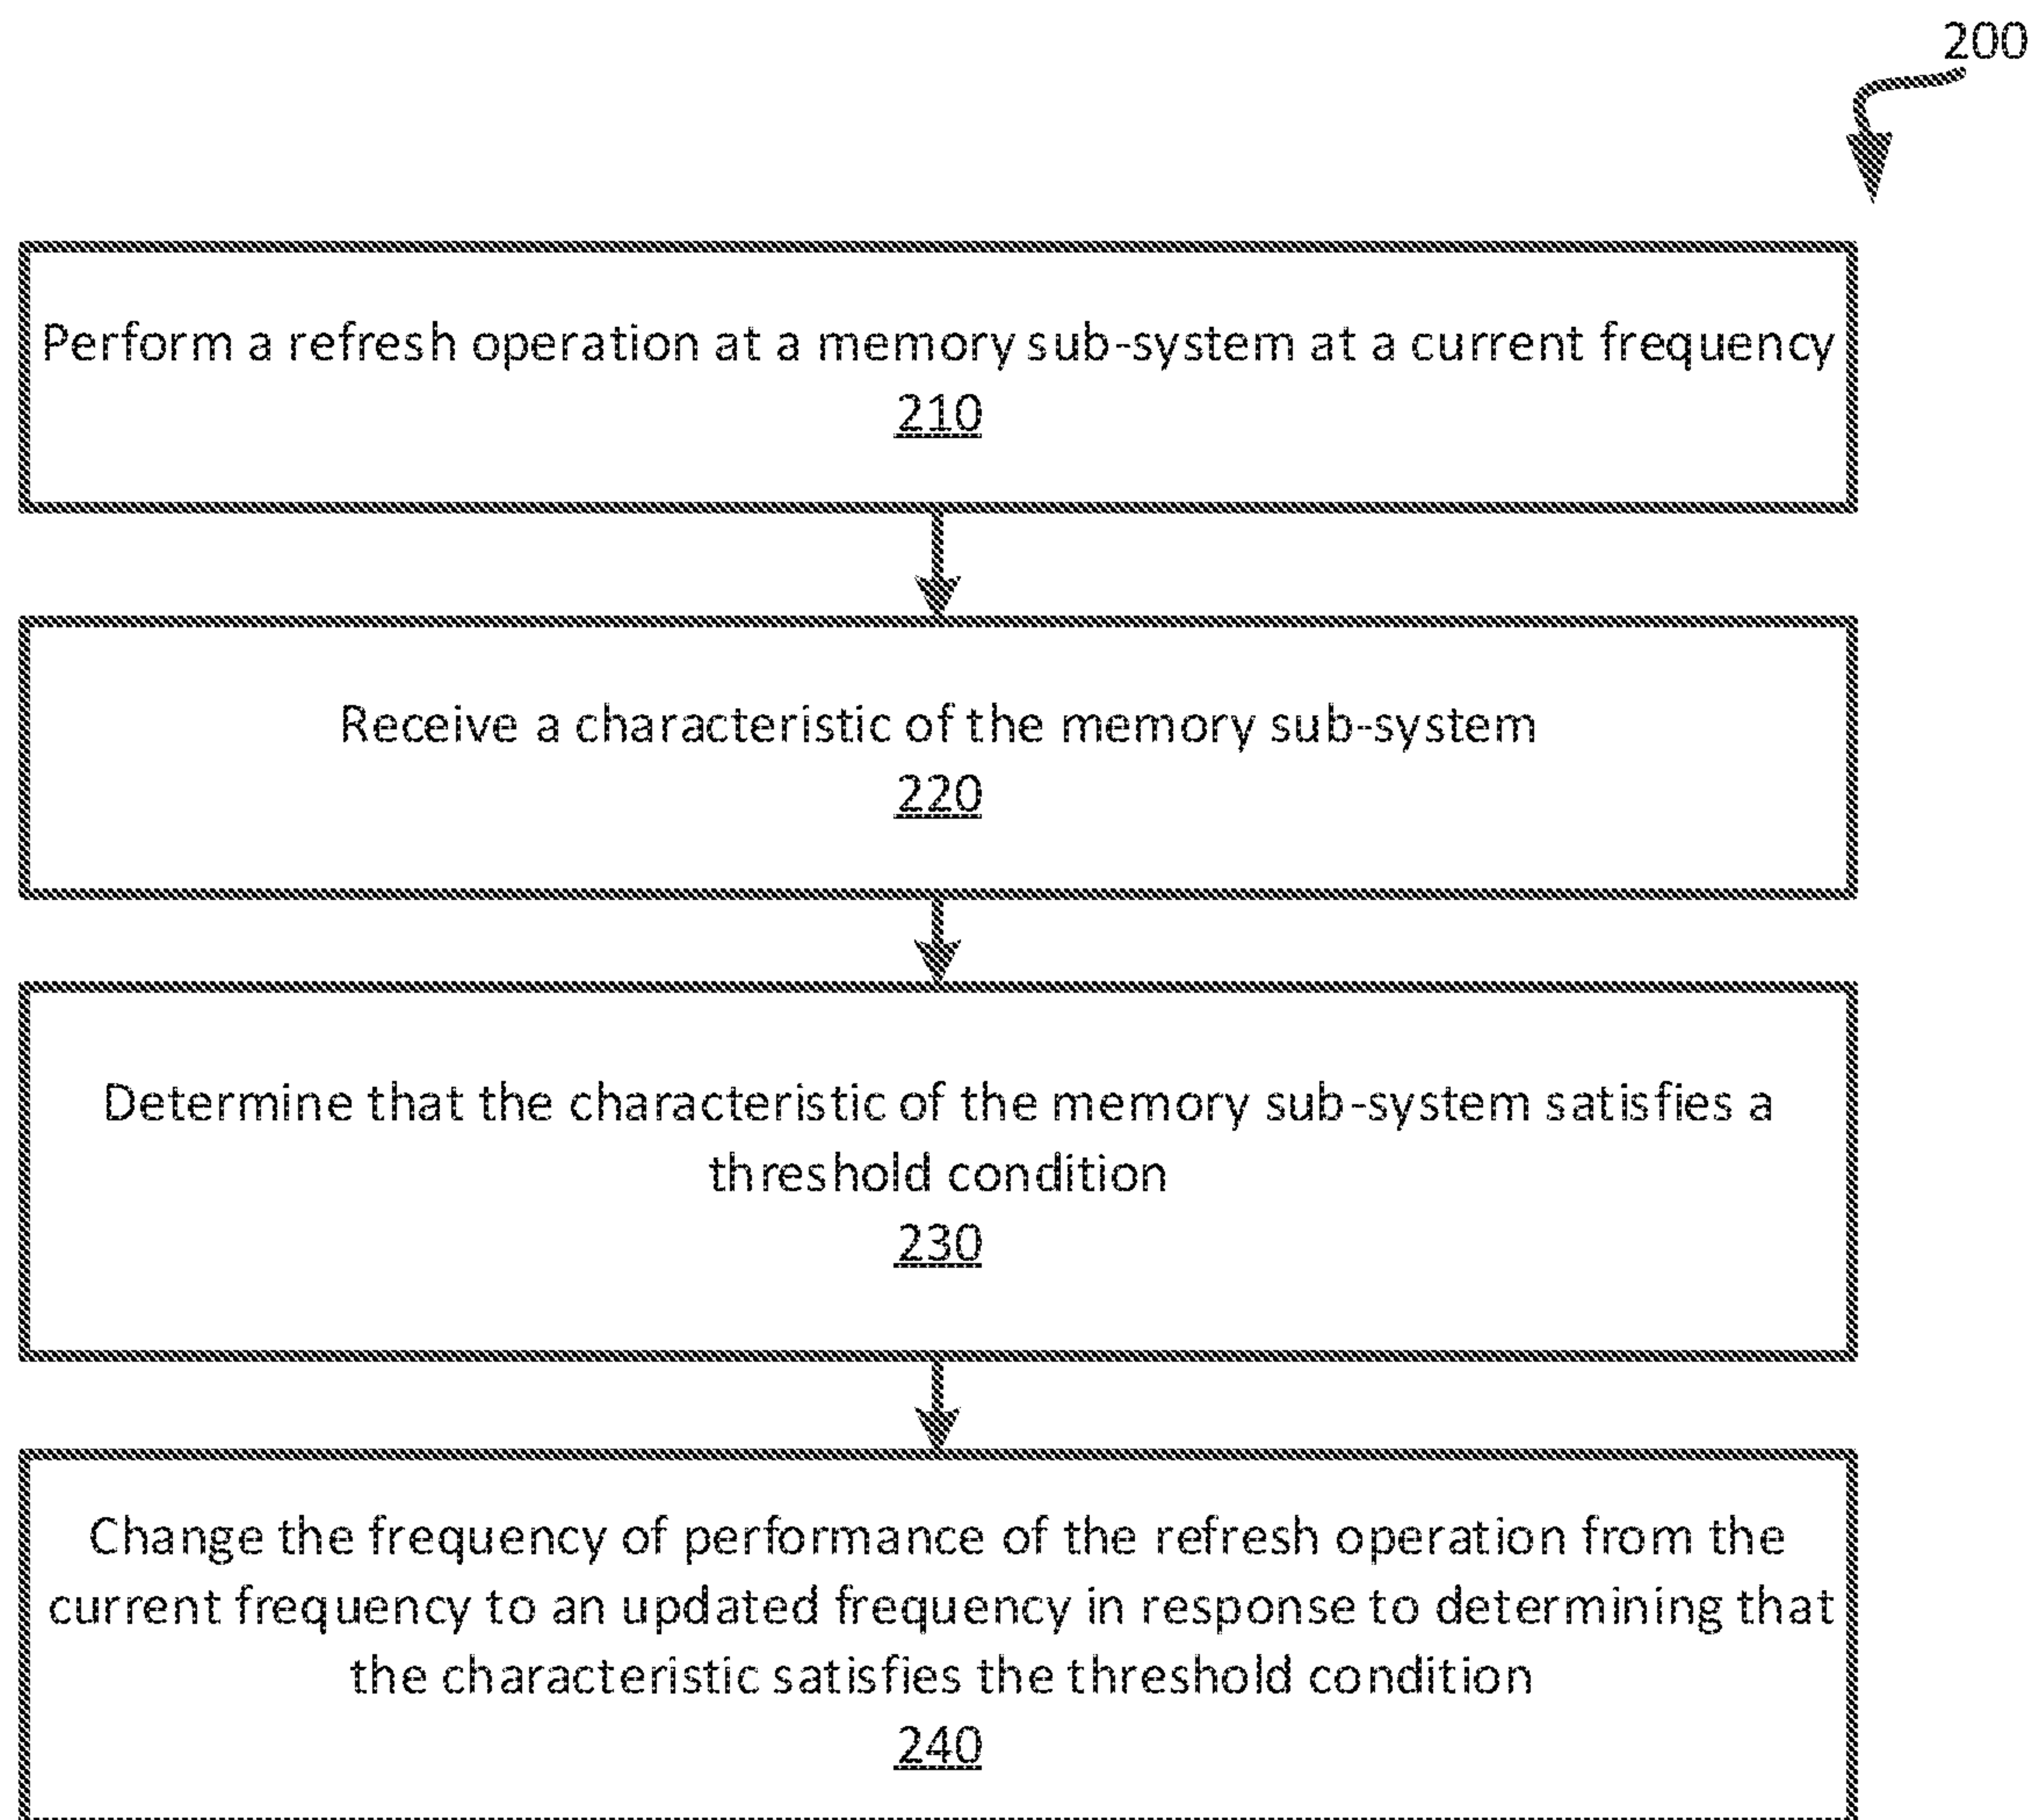 200
Perform a refresh operation at a memory sub-system at a current frequency
210
Receive a characteristic of the memory sub-system
220
Determine that the characteristic of the memory sub-system satisfies a
threshold condition
230
Change the frequency of performance of the refresh operation from the
current frequency to an updated frequency in response to determining that
the characteristic satisfies the threshold condition
240